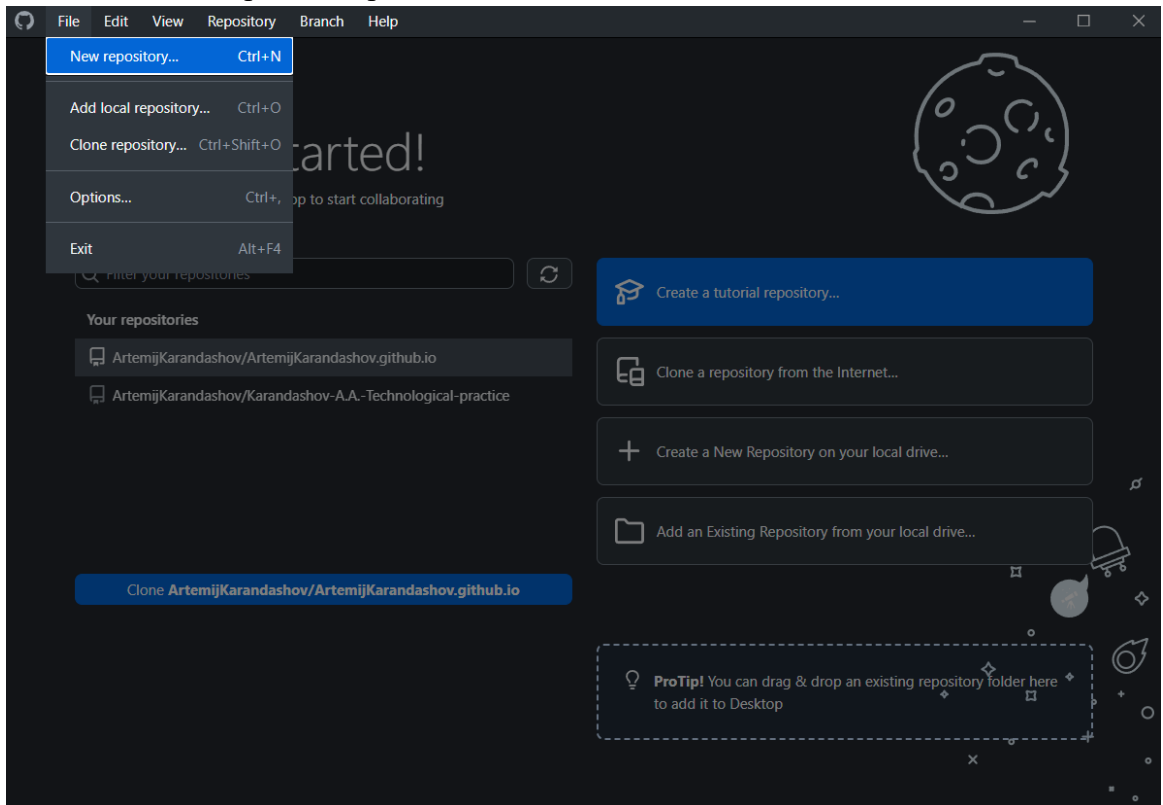 File Edit View Repository Branch Help
New repository... Ctrl+N
Add local repository... Ctrl+O
Clone repository... Ctrl+Shift+O
Options... Ctrl+,
Exit Alt+F4
tarted!
pp to start collaborating
Filter your repositories
Your repositories
ArtemijKarandashov/ArtemijKarandashov.github.io
ArtemijKarandashov/Karandashov-A.A.-Technological-practice
Clone ArtemijKarandashov/ArtemijKarandashov.github.io
Create a tutorial repository...
Clone a repository from the Internet...
Create a New Repository on your local drive...
Add an Existing Repository from your local drive...
ProTip! You can drag & drop an existing repository folder here
to add it to Desktop